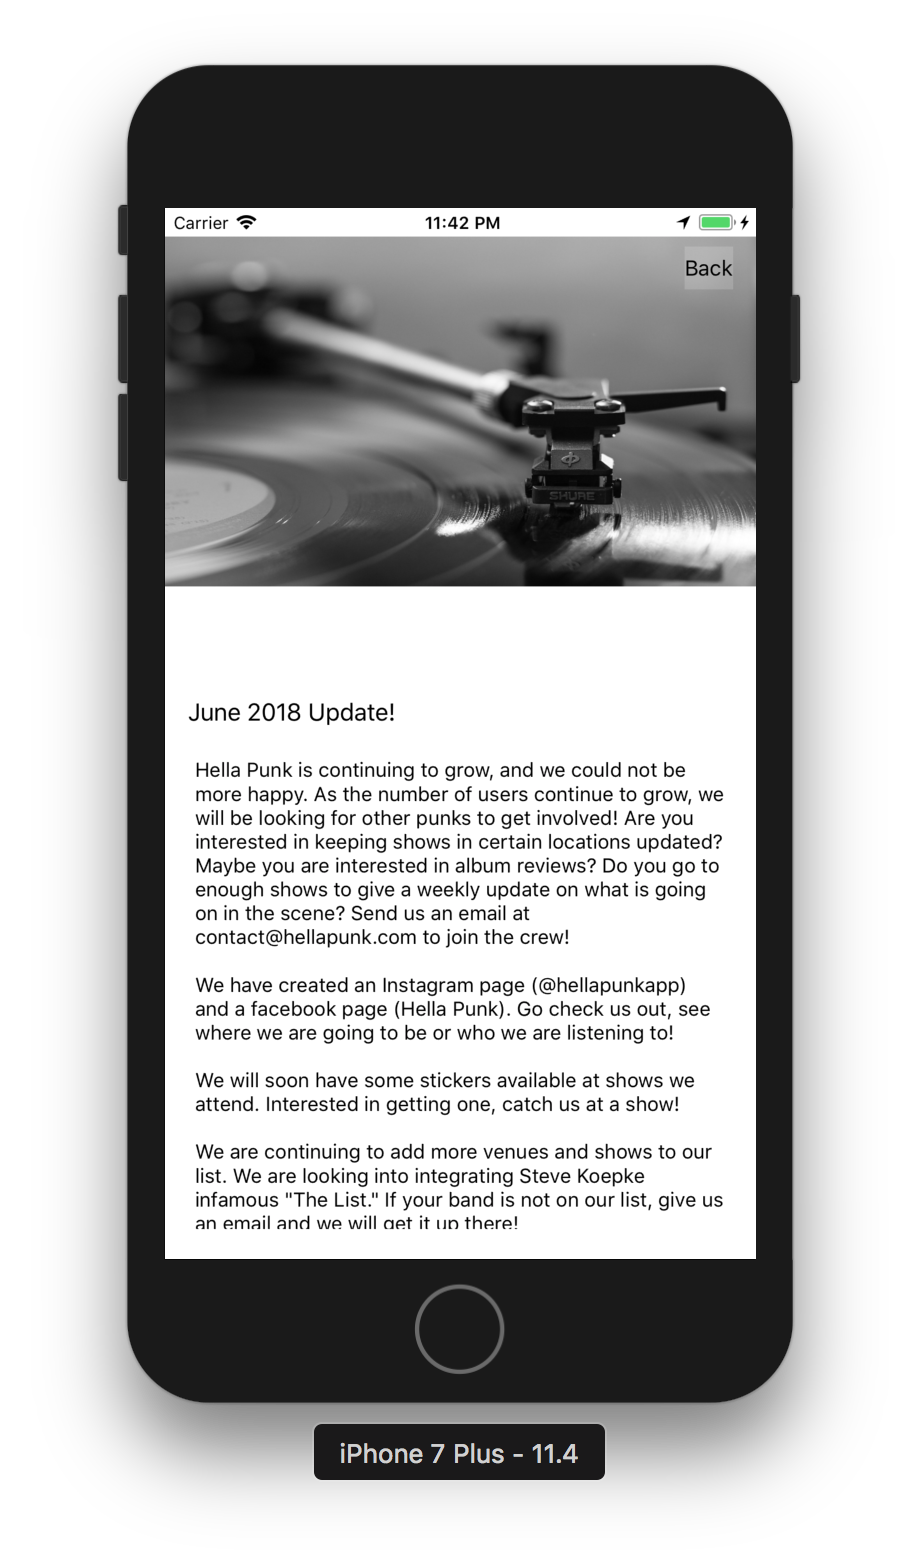 Carrier 11:42 PM
Back
SHURE
June 2018 Update!
Hella Punk is continuing to grow, and we could not be
more happy. As the number of users continue to grow, we
will be looking for other punks to get involved! Are you
interested in keeping shows in certain locations updated?
Maybe you are interested in album reviews? Do you go to
enough shows to give a weekly update on what is going
on in the scene? Send us an email at
contact@hellapunk.com to join the crew!
We have created an Instagram page (@hellapunkapp)
and a facebook page (Hella Punk). Go check us out, see
where we are going to be or who we are listening to!
We will soon have some stickers available at shows we
attend. Interested in getting one, catch us at a show!
We are continuing to add more venues and shows to our
list. We are looking into integrating Steve Koepke
infamous "The List." If your band is not on our list, give us
an email and we will get it up there!
iPhone 7 Plus - 11.4